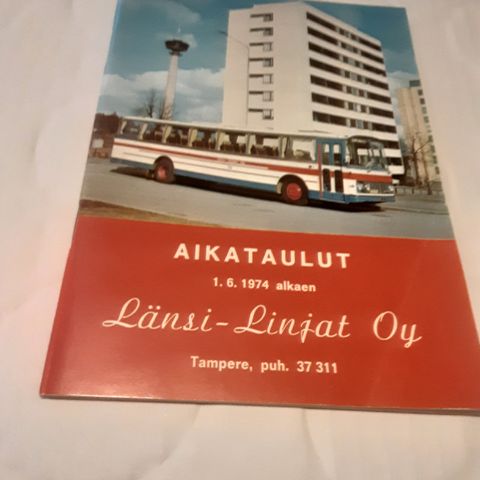 AIKATAULUT
1. 6. 1974 alkaen
Länsi-Linjat Oy
Tampere, puh. 37 311